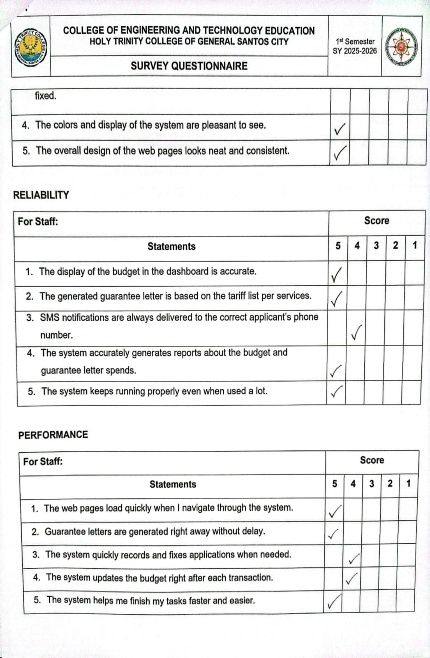 COLLEGE OF ENGINEERING AND TECHNOLOGY EDUCATION
HOLY TRINITY COLLEGE OF GENERAL SANTOS CITY
1st Semester
SY 2025-2026
SURVEY QUESTIONNAIRE
fixed.
4. The colors and display of the system are pleasant to see. ✓
5. The overall design of the web pages looks neat and consistent. ✓
RELIABILITY
For Staff: Score
Statements 5 4 3 2 1
1. The display of the budget in the dashboard is accurate. ✓
2. The generated guarantee letter is based on the tariff list per services. ✓
3. SMS notifications are always delivered to the correct applicant's phone
number. ✓
4. The system accurately generates reports about the budget and
guarantee letter spends. ✓
5. The system keeps running properly even when used a lot. ✓
PERFORMANCE
For Staff: Score
Statements 5 4 3 2 1
1. The web pages load quickly when I navigate through the system. ✓
2. Guarantee letters are generated right away without delay. ✓
3. The system quickly records and fixes applications when needed. ✓
4. The system updates the budget right after each transaction. ✓
5. The system helps me finish my tasks faster and easier. ✓